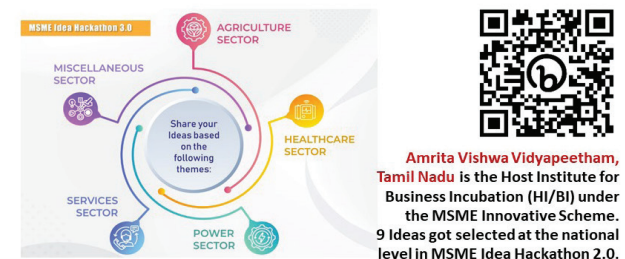 MSME Idea Hackathon 3.0
AGRICULTURE
SECTOR
MISCELLANEOUS
SECTOR
Share your
Ideas based
on the
following
themes:
HEALTHCARE
SECTOR
SERVICES
SECTOR
POWER
SECTOR
Amrita Vishwa Vidyapeetham,
Tamil Nadu is the Host Institute for
Business Incubation (HI/BI) under
the MSME Innovative Scheme.
9 Ideas got selected at the national
level in MSME Idea Hackathon 2.0.